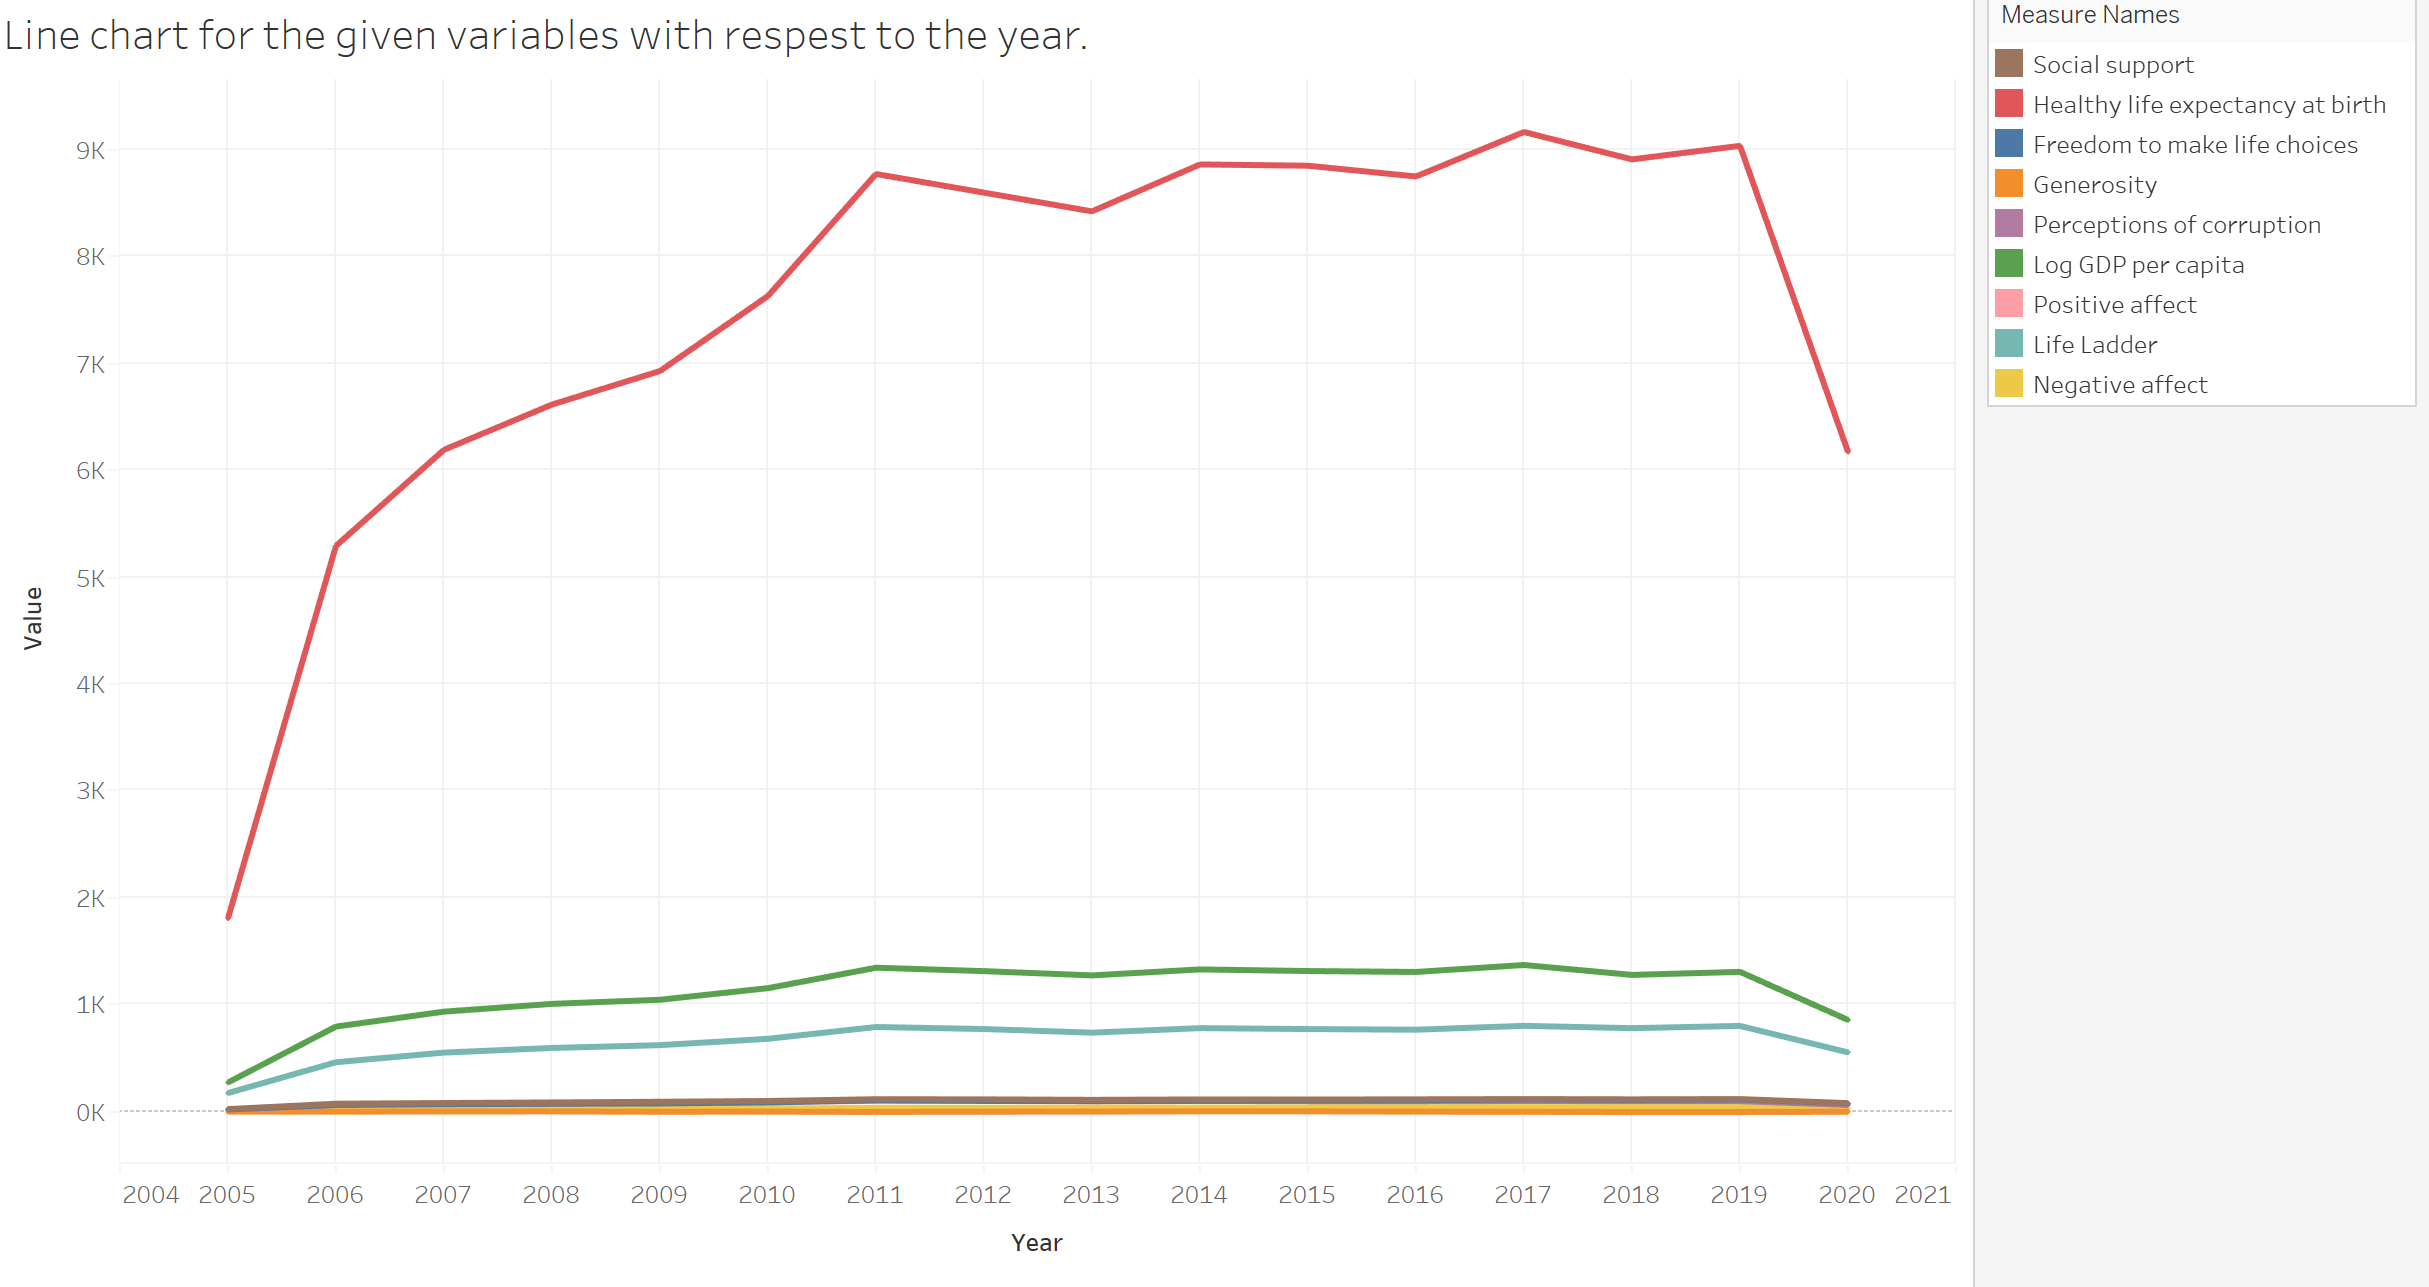 Line chart for the given variables with respest to the year.
Measure Names
Social support
Healthy life expectancy at birth
Freedom to make life choices
Generosity
Perceptions of corruption
Log GDP per capita
Positive affect
Life Ladder
Negative affect
Value
9K
8K
7K
6K
5K
4K
3K
2K
1K
0K
2004 2005 2006 2007 2008 2009 2010 2011 2012 2013 2014 2015 2016 2017 2018 2019 2020 2021
Year